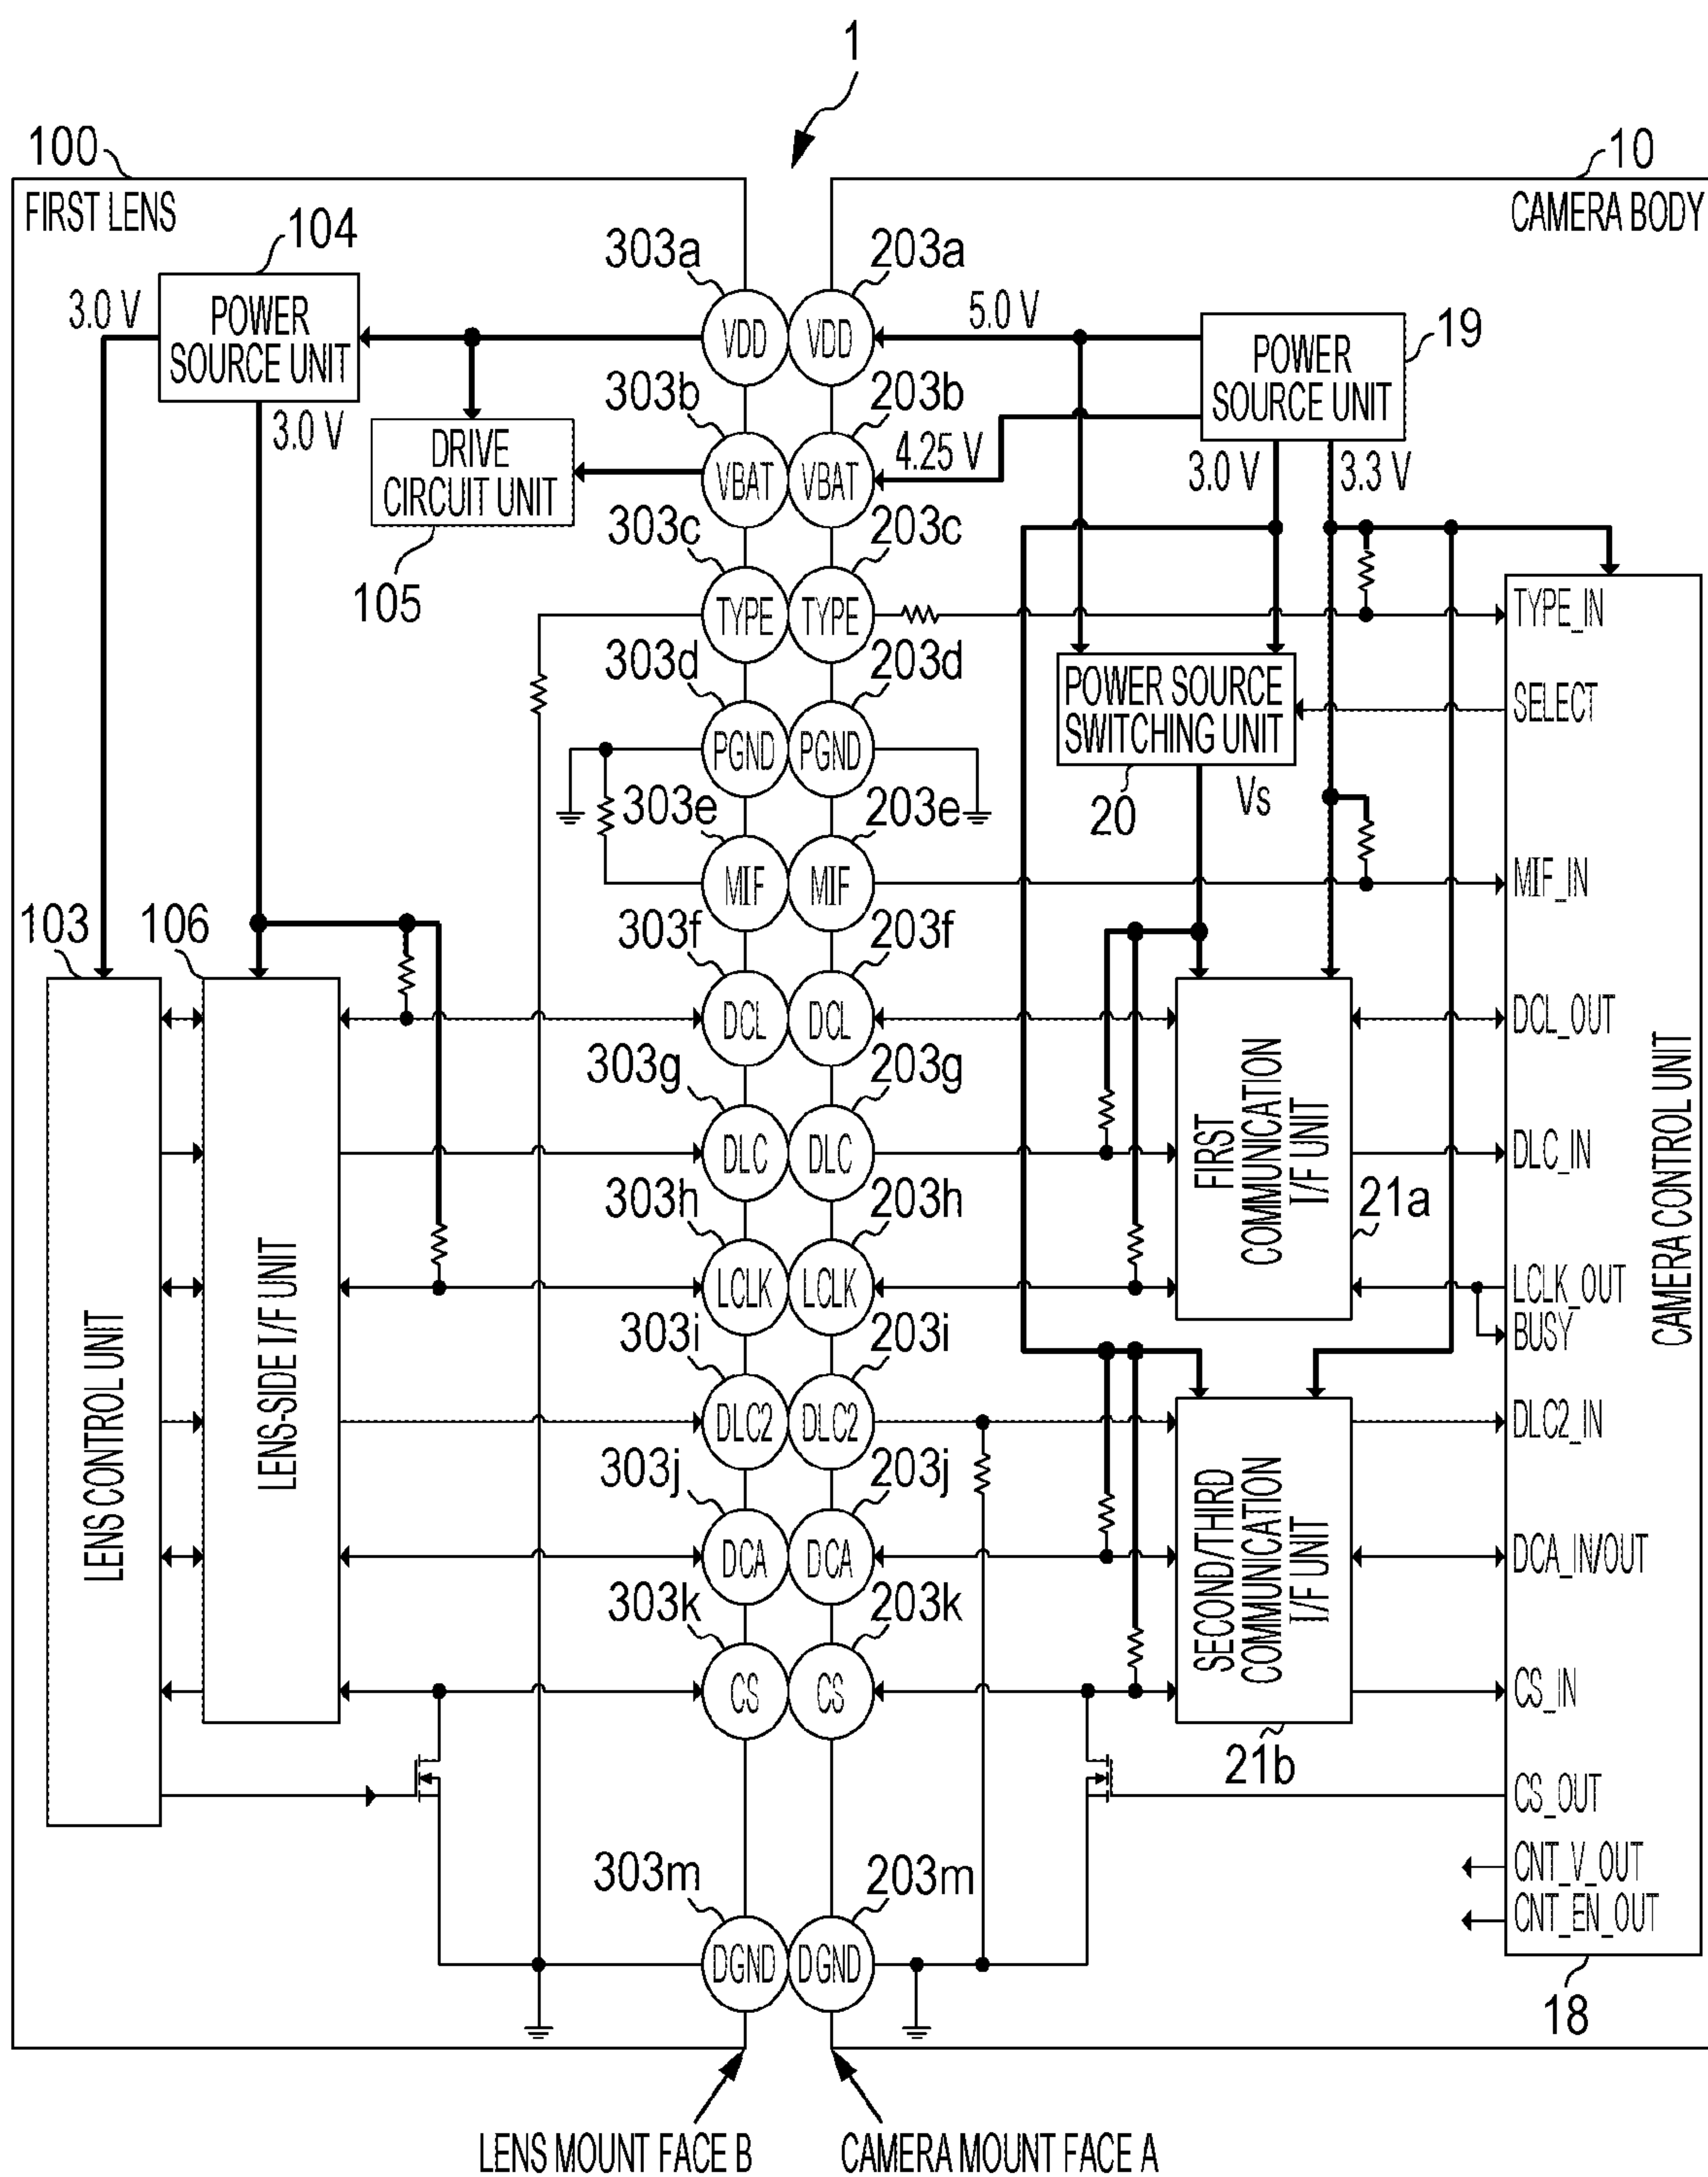 1
100
10
FIRST LENS
CAMERA BODY
104
303a
203a
3.0 V
POWER
SOURCE UNIT
VDD
VDD
5.0 V
POWER
SOURCE UNIT
19
303b
203b
3.0 V
DRIVE
CIRCUIT UNIT
VBAT
VBAT
4.25 V
3.0 V
3.3 V
303c
203c
105
TYPE
TYPE
TYPE_IN
303d
203d
POWER SOURCE
SWITCHING UNIT
SELECT
PGND
PGND
303e
203e
20
Vs
MIF
MIF
MIF_IN
103
106
303f
203f
DCL
DCL
DCL_OUT
303g
203g
DLC
DLC
DLC_IN
FIRST
COMMUNICATION
I/F UNIT
CAMERA CONTROL UNIT
303h
203h
21a
LCLK
LCLK
LCLK_OUT
BUSY
LENS CONTROL UNIT
LENS-SIDE I/F UNIT
303i
203i
DLC2
DLC2
DLC2_IN
303j
203j
SECOND/THIRD
COMMUNICATION
I/F UNIT
DCA
DCA
DCA_IN/OUT
303k
203k
CS
CS
CS_IN
21b
CS_OUT
303m
203m
CNT_V_OUT
CNT_EN_OUT
DGND
DGND
18
LENS MOUNT FACE B
CAMERA MOUNT FACE A